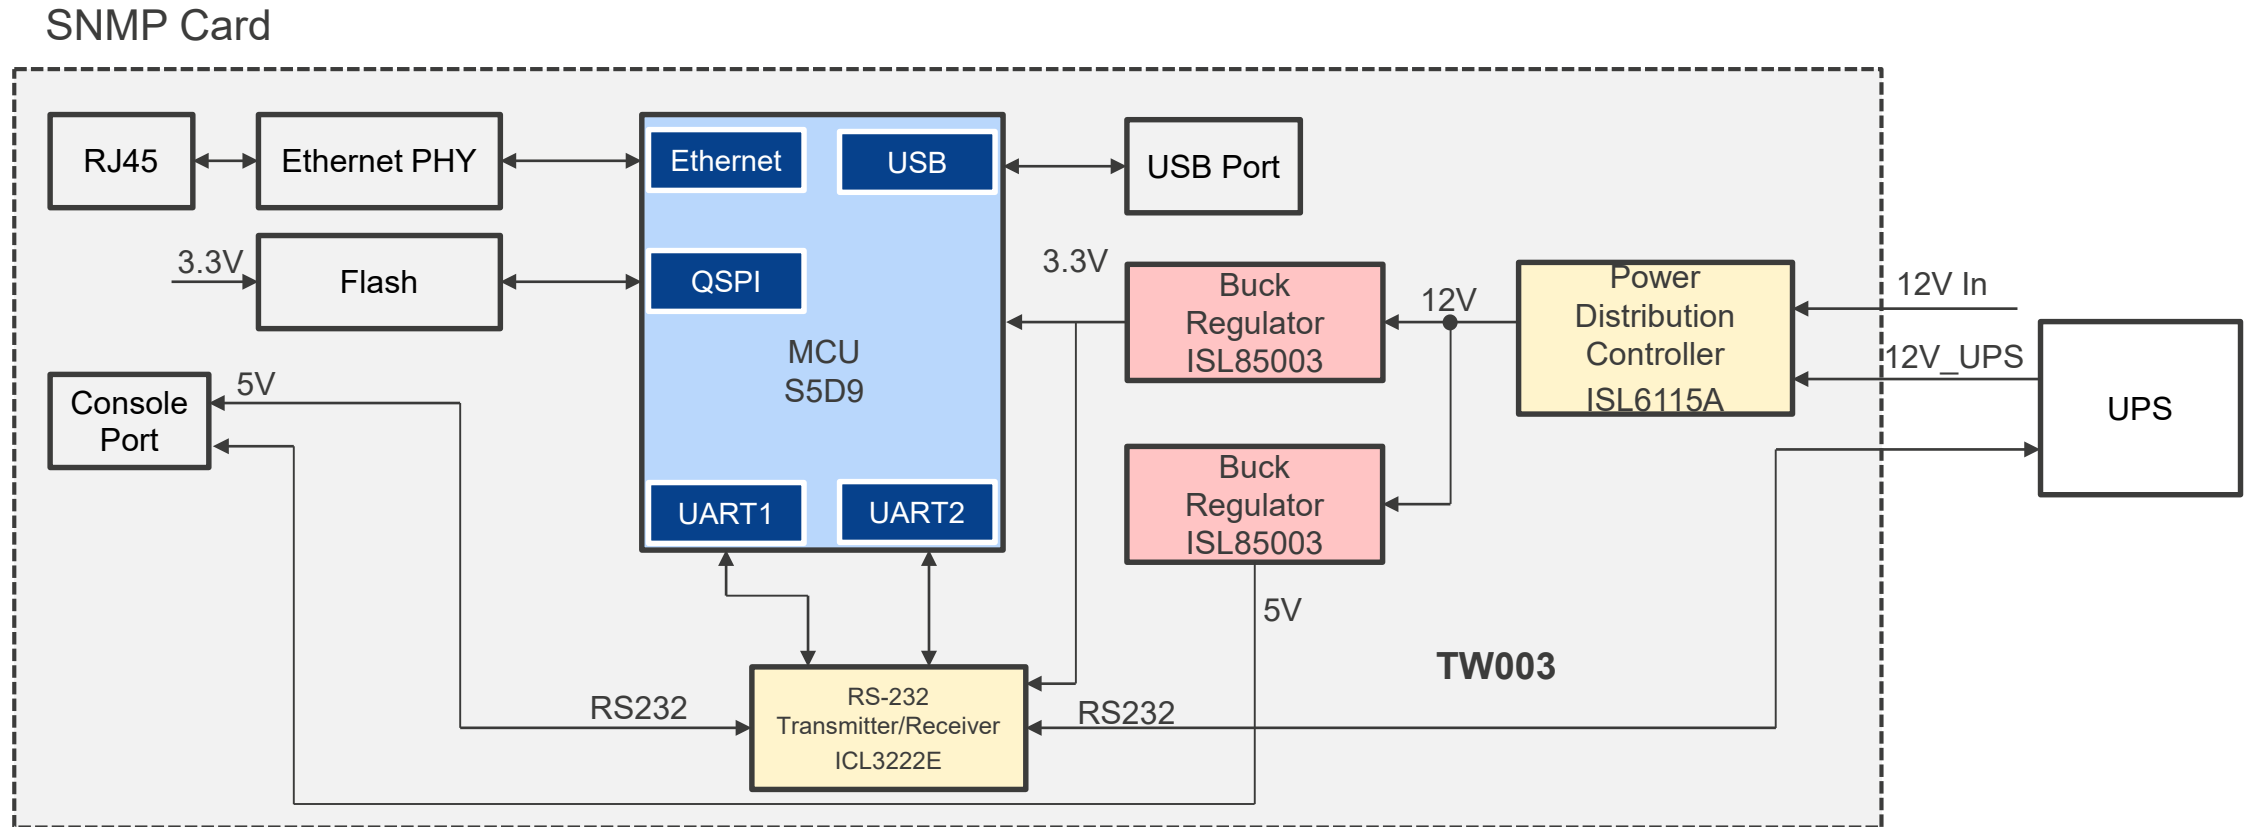 SNMP Card
RJ45
Ethernet PHY
Ethernet
USB
USB Port
3.3V
Flash
QSPI
3.3V
Buck
Regulator
ISL85003
12V
Power
Distribution
Controller
ISL6115A
12V In
12V_UPS
UPS
MCU
S5D9
Console
Port
5V
UART1
UART2
Buck
Regulator
ISL85003
5V
TW003
RS232
RS-232
Transmitter/Receiver
ICL3222E
RS232